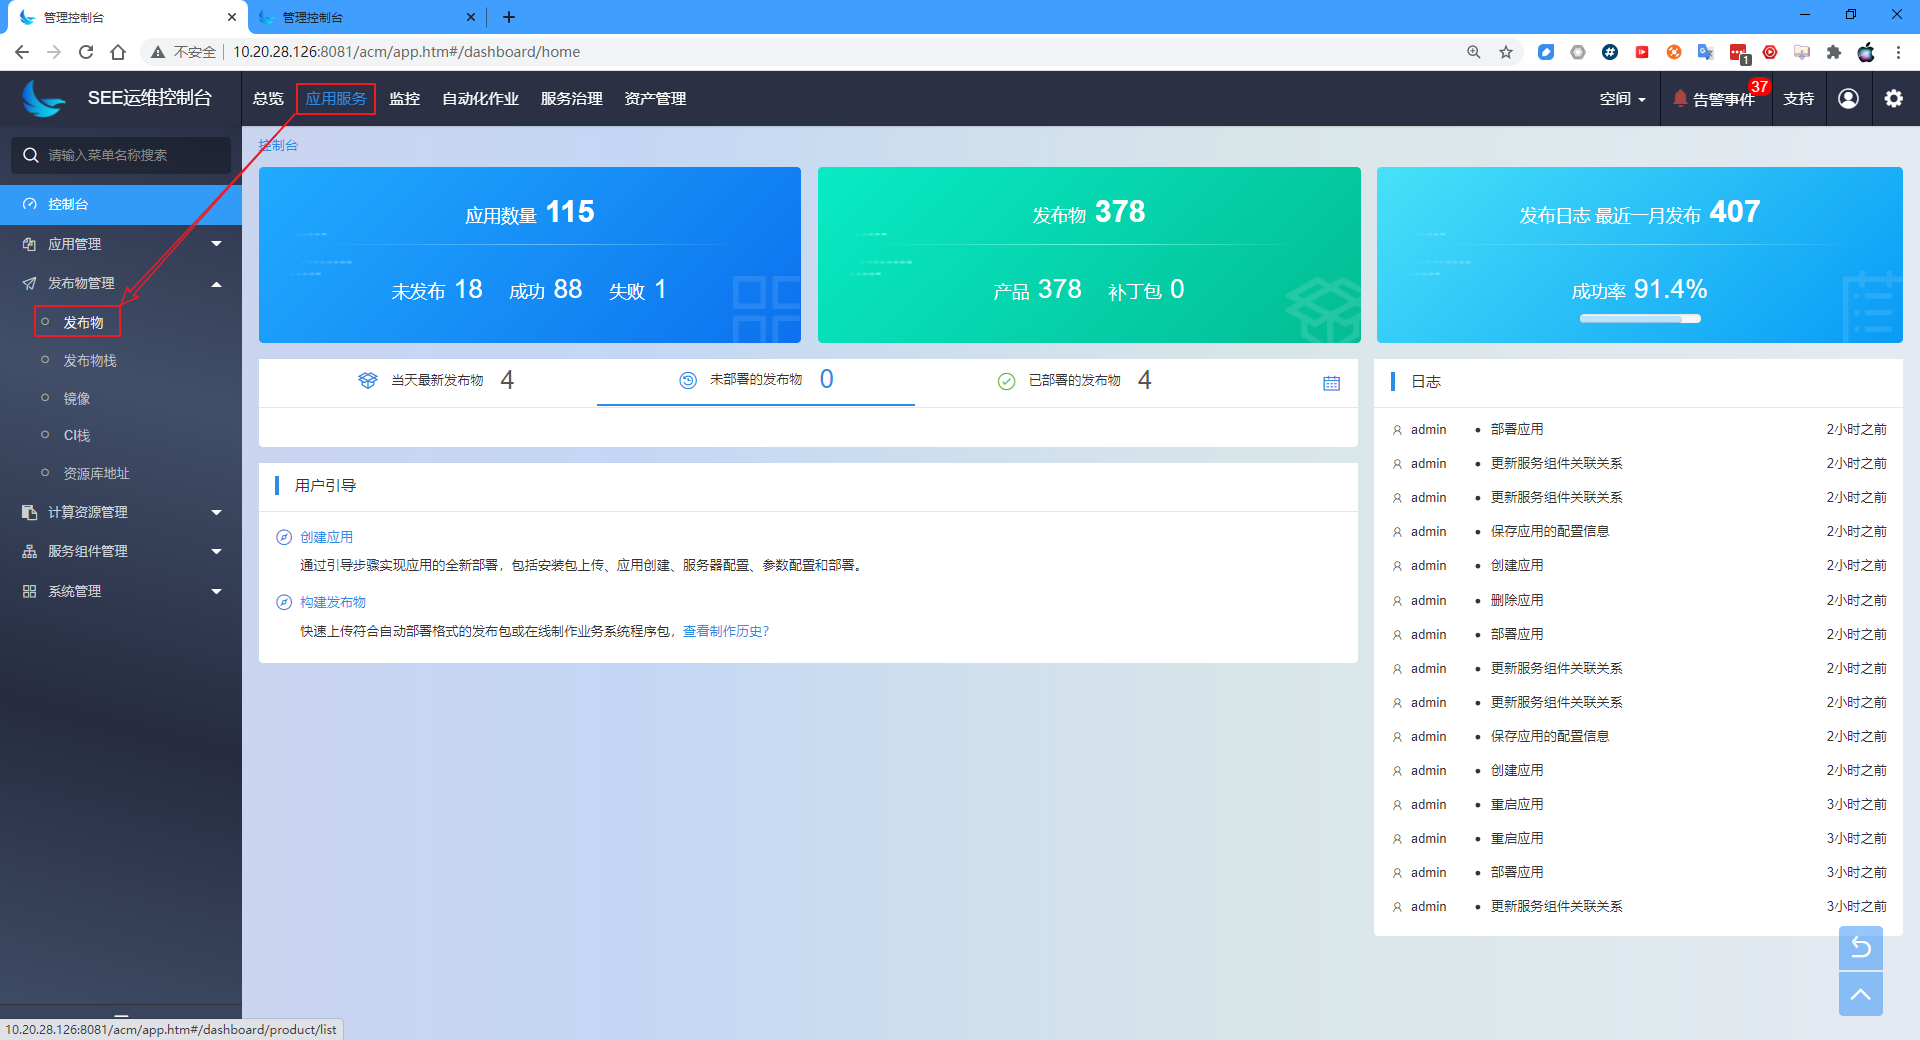 管理控制台
管理控制台
不安全 10.20.28.126:8081/acm/app.htm#/dashboard/home
1
SEE运维控制台
总览 应用服务 监控 自动化作业 服务治理 资产管理
空间 告警事件 37 支持
请输入菜单名称搜索
控制台
应用管理
发布物管理
发布物
发布物栈
镜像
CI栈
资源库地址
计算资源管理
服务组件管理
系统管理
控制台
应用数量 115
未发布 18 成功 88 失败 1
发布物 378
产品 378 补丁包 0
发布日志 最近一月发布 407
成功率 91.4%
当天最新发布物 4
未部署的发布物 0
已部署的发布物 4
用户引导
创建应用
通过引导步骤实现应用的全新部署，包括安装包上传、应用创建、服务器配置、参数配置和部署。
构建发布物
快速上传符合自动部署格式的发布包或在线制作业务系统程序包，查看制作历史?
日志
admin 部署应用 2小时之前
admin 更新服务组件关联关系 2小时之前
admin 更新服务组件关联关系 2小时之前
admin 保存应用的配置信息 2小时之前
admin 创建应用 2小时之前
admin 删除应用 2小时之前
admin 部署应用 2小时之前
admin 更新服务组件关联关系 2小时之前
admin 更新服务组件关联关系 2小时之前
admin 保存应用的配置信息 2小时之前
admin 创建应用 2小时之前
admin 重启应用 3小时之前
admin 重启应用 3小时之前
admin 部署应用 3小时之前
admin 更新服务组件关联关系 3小时之前
10.20.28.126:8081/acm/app.htm#/dashboard/product/list